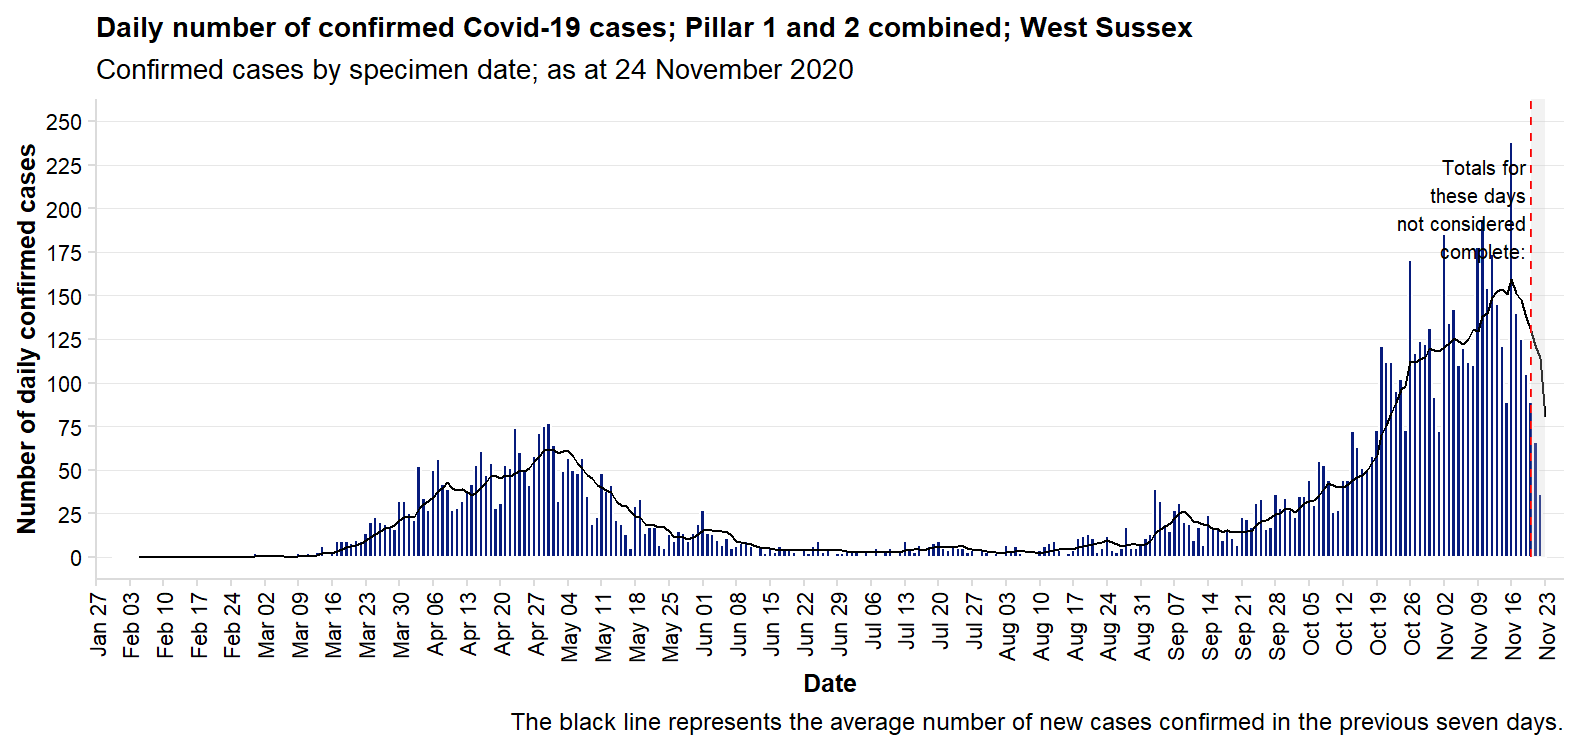 Daily number of confirmed Covid-19 cases; Pillar 1 and 2 combined; West Sussex
Confirmed cases by specimen date; as at 24 November 2020
Number of daily confirmed cases
250
225
200
175
150
125
100
75
50
25
0
Totals for
these days
not considered
complete:
Jan 27
Feb 03
Feb 10
Feb 17
Feb 24
Mar 02
Mar 09
Mar 16
Mar 23
Mar 30
Apr 06
Apr 13
Apr 20
Apr 27
May 04
May 11
May 18
May 25
Jun 01
Jun 08
Jun 15
Jun 22
Jun 29
Jul 06
Jul 13
Jul 20
Jul 27
Aug 03
Aug 10
Aug 17
Aug 24
Aug 31
Sep 07
Sep 14
Sep 21
Sep 28
Oct 05
Oct 12
Oct 19
Oct 26
Nov 02
Nov 09
Nov 16
Nov 23
Date
The black line represents the average number of new cases confirmed in the previous seven days.